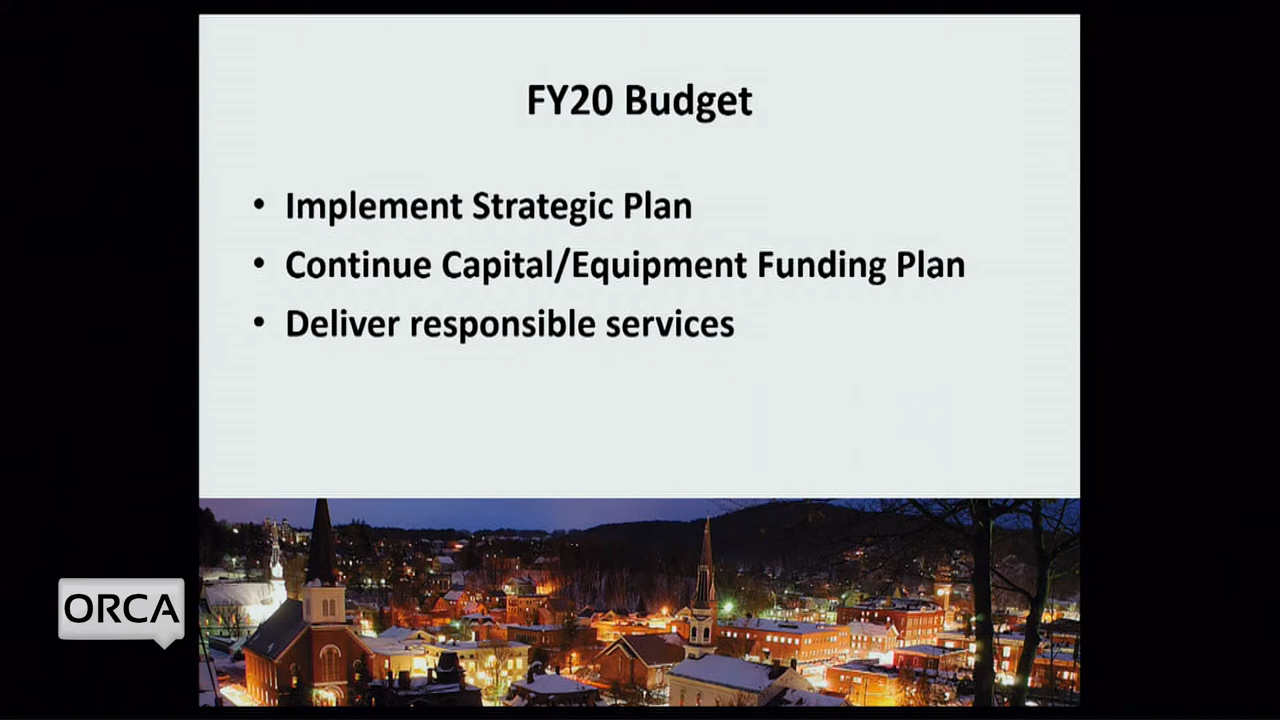 FY20 Budget
• Implement Strategic Plan
• Continue Capital/Equipment Funding Plan
• Deliver responsible services
ORCA